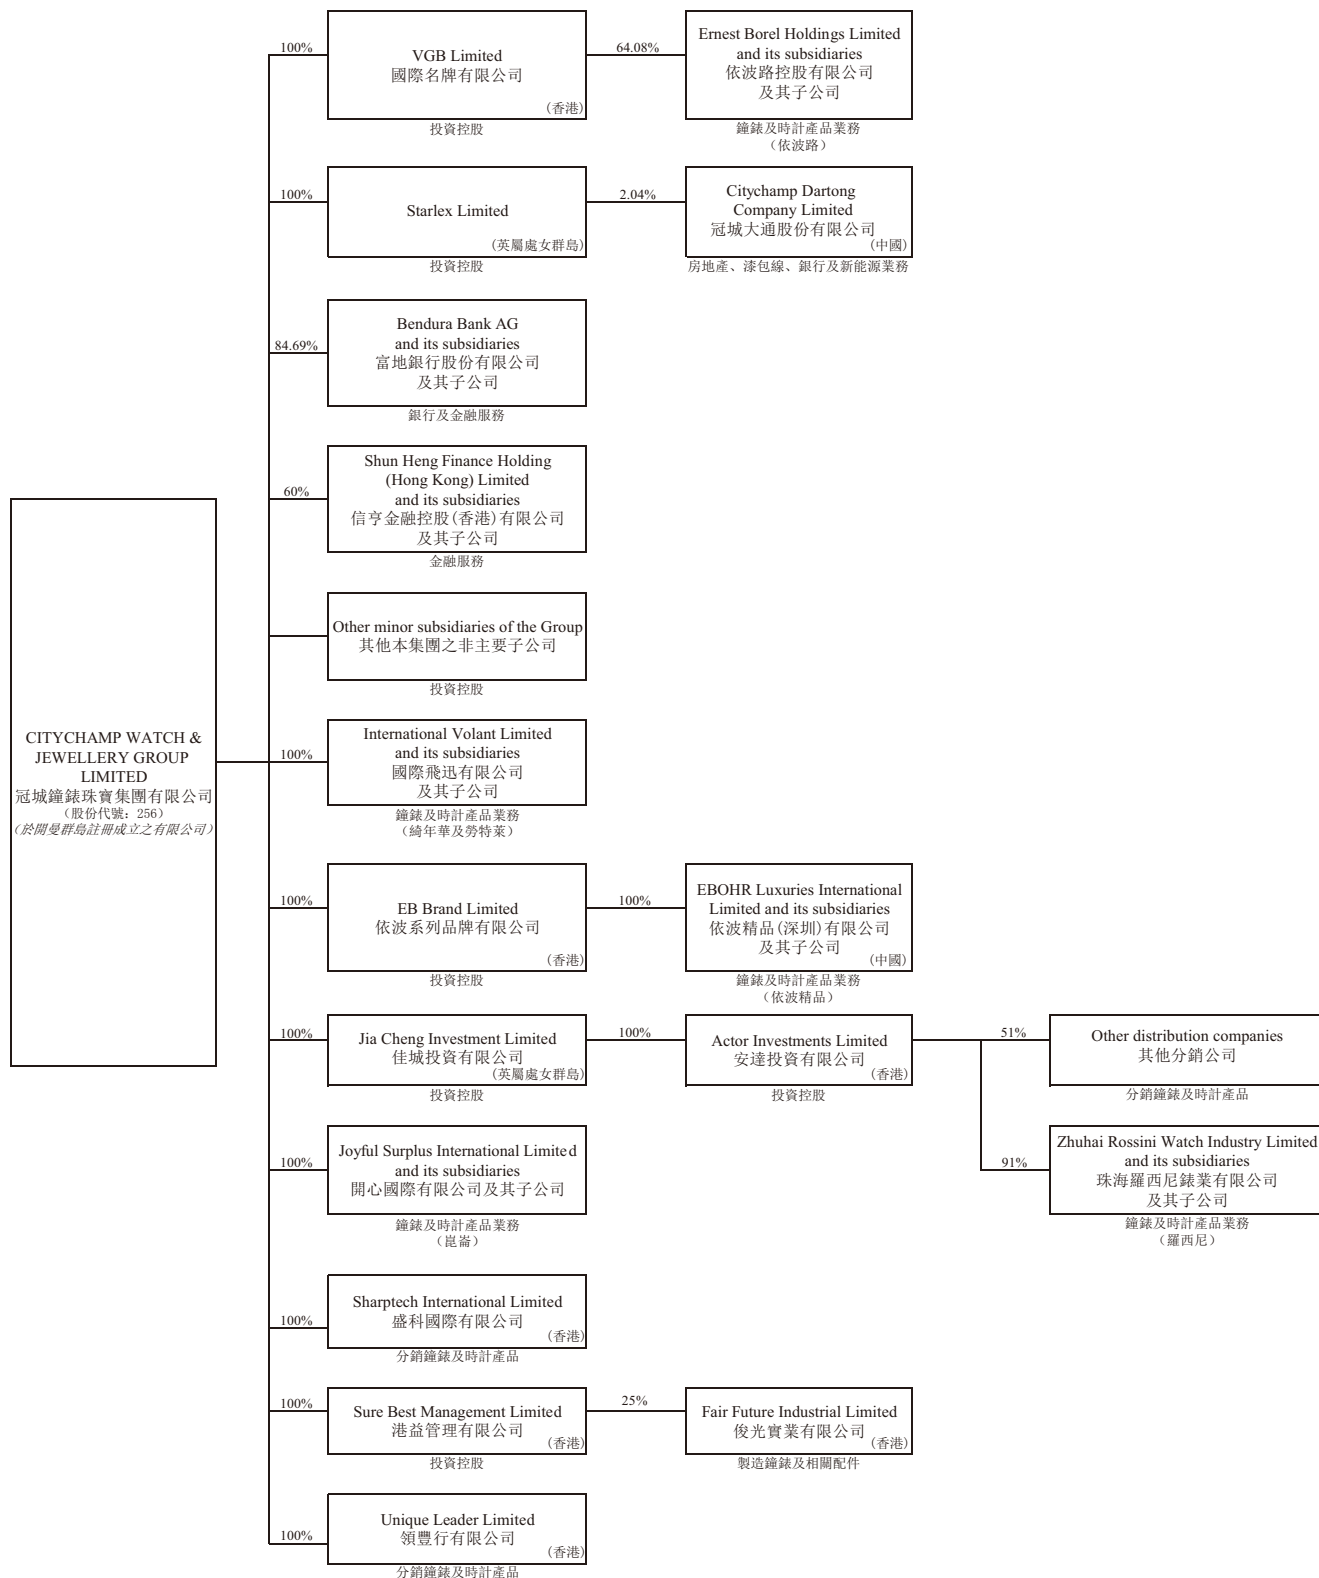 CITYCHAMP WATCH &
JEWELLERY GROUP
LIMITED
冠城鐘錶珠寶集團有限公司
（股份代號：256）
（於開曼群島註冊成立之有限公司）
100%
VGB Limited
國際名牌有限公司
(香港)
投資控股
64.08%
Ernest Borel Holdings Limited
and its subsidiaries
依波路控股有限公司
及其子公司
鐘錶及時計產品業務
（依波路）
100%
Starlex Limited
(英屬處女群島)
投資控股
2.04%
Citychamp Dartong
Company Limited
冠城大通股份有限公司
(中國)
房地產、漆包線、銀行及新能源業務
84.69%
Bendura Bank AG
and its subsidiaries
富地銀行股份有限公司
及其子公司
銀行及金融服務
60%
Shun Heng Finance Holding
(Hong Kong) Limited
and its subsidiaries
信亨金融控股(香港)有限公司
及其子公司
金融服務
Other minor subsidiaries of the Group
其他本集團之非主要子公司
投資控股
100%
International Volant Limited
and its subsidiaries
國際飛迅有限公司
及其子公司
鐘錶及時計產品業務
（綺年華及勞特萊）
100%
EB Brand Limited
依波系列品牌有限公司
(香港)
投資控股
100%
EBOHR Luxuries International
Limited and its subsidiaries
依波精品(深圳)有限公司
及其子公司
(中國)
鐘錶及時計產品業務
（依波精品）
100%
Jia Cheng Investment Limited
佳城投資有限公司
(英屬處女群島)
投資控股
100%
Actor Investments Limited
安達投資有限公司
(香港)
投資控股
51%
Other distribution companies
其他分銷公司
分銷鐘錶及時計產品
91%
Zhuhai Rossini Watch Industry Limited
and its subsidiaries
珠海羅西尼錶業有限公司
及其子公司
鐘錶及時計產品業務
（羅西尼）
100%
Joyful Surplus International Limited
and its subsidiaries
開心國際有限公司及其子公司
鐘錶及時計產品業務
（崑崙）
100%
Sharptech International Limited
盛科國際有限公司
(香港)
分銷鐘錶及時計產品
100%
Sure Best Management Limited
港益管理有限公司
(香港)
投資控股
25%
Fair Future Industrial Limited
俊光實業有限公司
(香港)
製造鐘錶及相關配件
100%
Unique Leader Limited
領豐行有限公司
(香港)
分銷鐘錶及時計產品